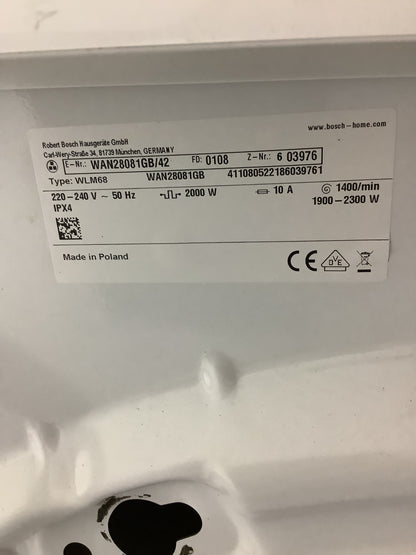 www.bosch-home.com
Robert Bosch Hausgeräte GmbH
Carl-Wery-Straße 34, 81739 München, GERMANY
E-Nr.: WAN28081GB/42 FD: 0108 Z-Nr.: 6 03976
Type: WLM68 WAN28081GB 411080522186039761
220-240 V ~ 50 Hz 2000 W 10 A 1400/min
IPX4 1900-2300 W
Made in Poland CE DVE